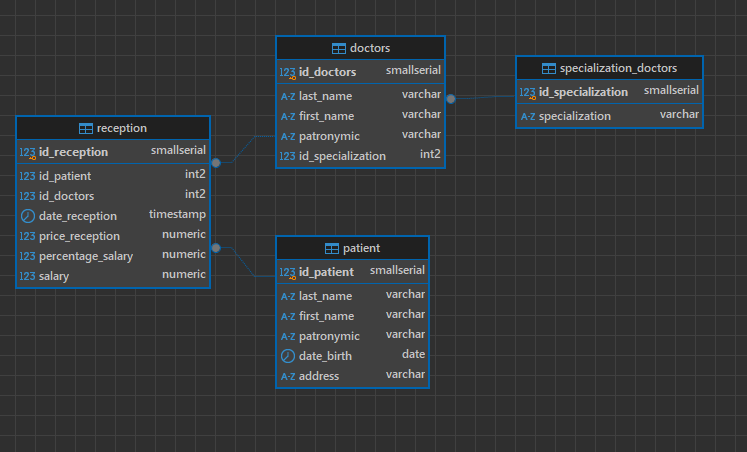 doctors
123 id_doctors smallserial
A-Z last_name varchar
A-Z first_name varchar
A-Z patronymic varchar
123 id_specialization int2
specialization_doctors
123 id_specialization smallserial
A-Z specialization varchar
reception
123 id_reception smallserial
123 id_patient int2
123 id_doctors int2
date_reception timestamp
123 price_reception numeric
123 percentage_salary numeric
123 salary numeric
patient
123 id_patient smallserial
A-Z last_name varchar
A-Z first_name varchar
A-Z patronymic varchar
date_birth date
A-Z address varchar